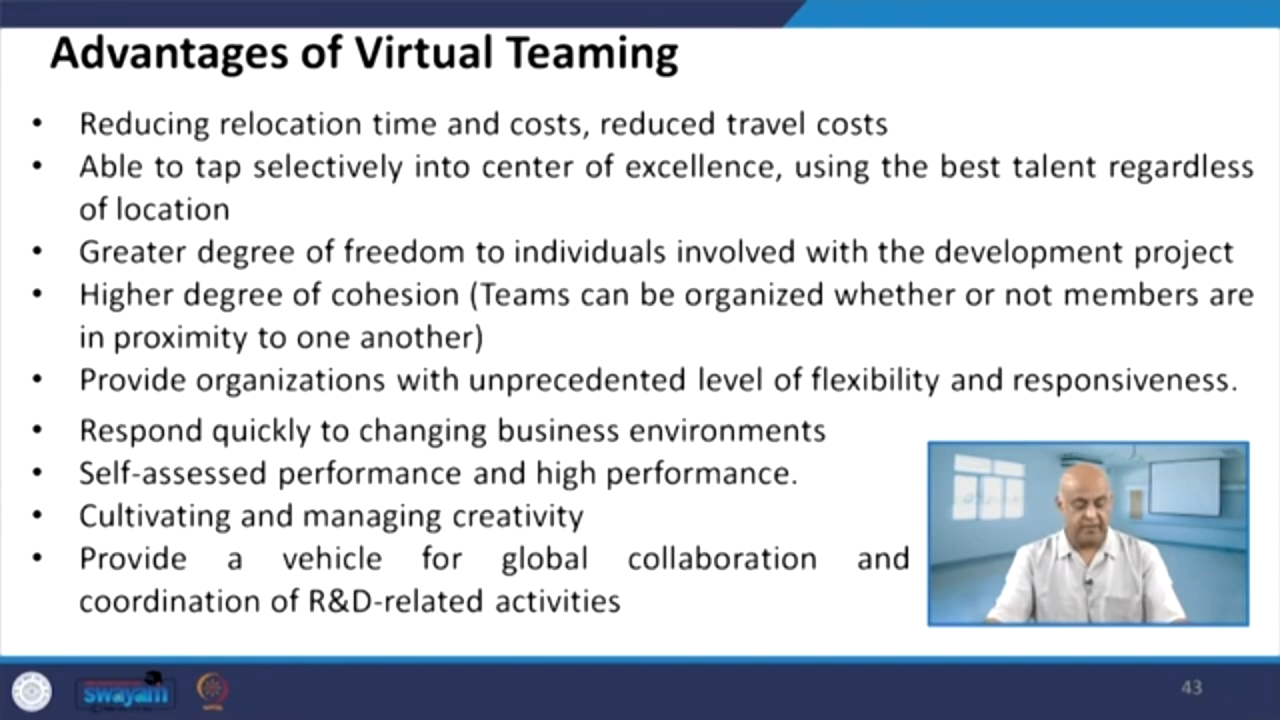 Advantages of Virtual Teaming
• Reducing relocation time and costs, reduced travel costs
• Able to tap selectively into center of excellence, using the best talent regardless
of location
• Greater degree of freedom to individuals involved with the development project
• Higher degree of cohesion (Teams can be organized whether or not members are
in proximity to one another)
• Provide organizations with unprecedented level of flexibility and responsiveness.
• Respond quickly to changing business environments
• Self-assessed performance and high performance.
• Cultivating and managing creativity
• Provide a vehicle for global collaboration and
coordination of R&D-related activities
swayam
43